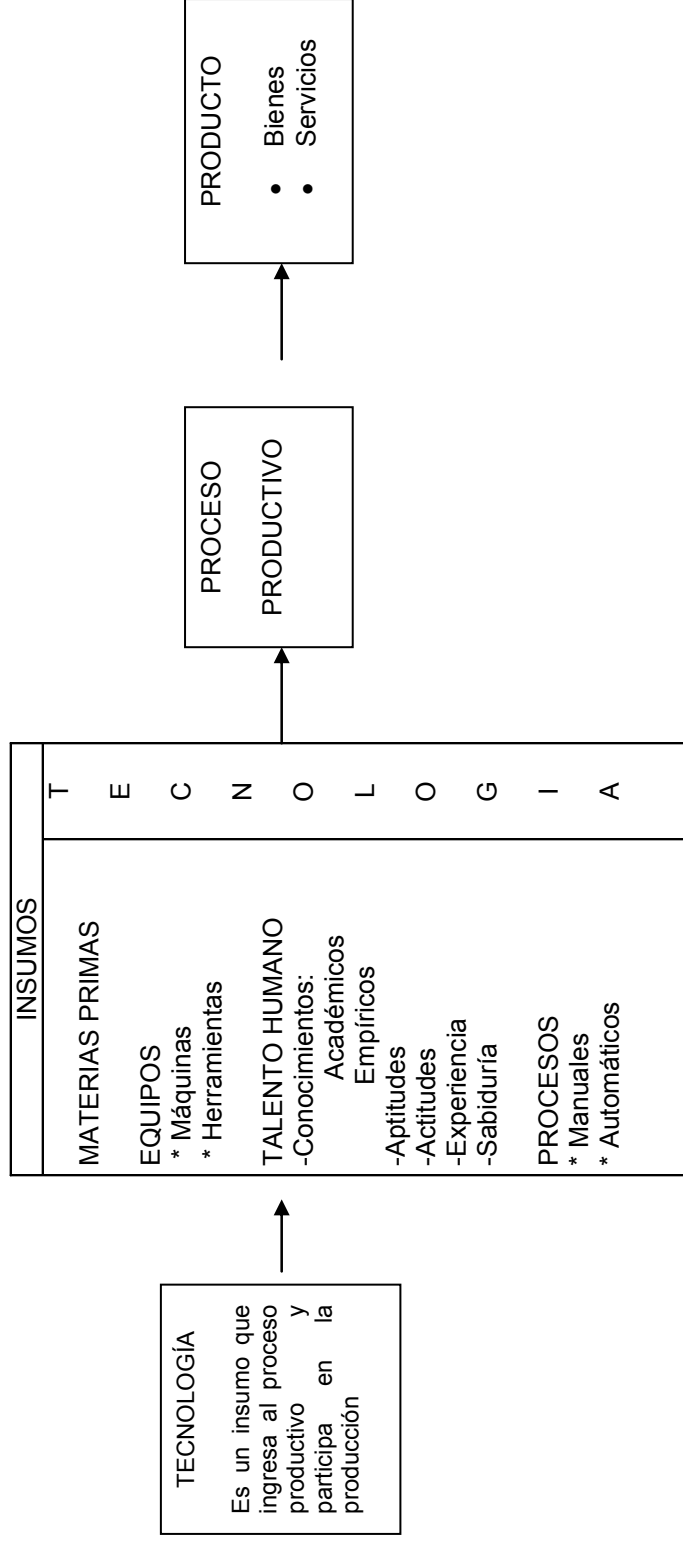 TECNOLOGÍA
Es un insumo que
ingresa al proceso
productivo y
participa en la
producción
INSUMOS
MATERIAS PRIMAS
EQUIPOS
* Máquinas
* Herramientas
TALENTO HUMANO
-Conocimientos:
Académicos
Empíricos
-Aptitudes
-Actitudes
-Experiencia
-Sabiduría
PROCESOS
* Manuales
* Automáticos
T
E
C
N
O
L
O
G
I
A
PROCESO
PRODUCTIVO
PRODUCTO
• Bienes
• Servicios